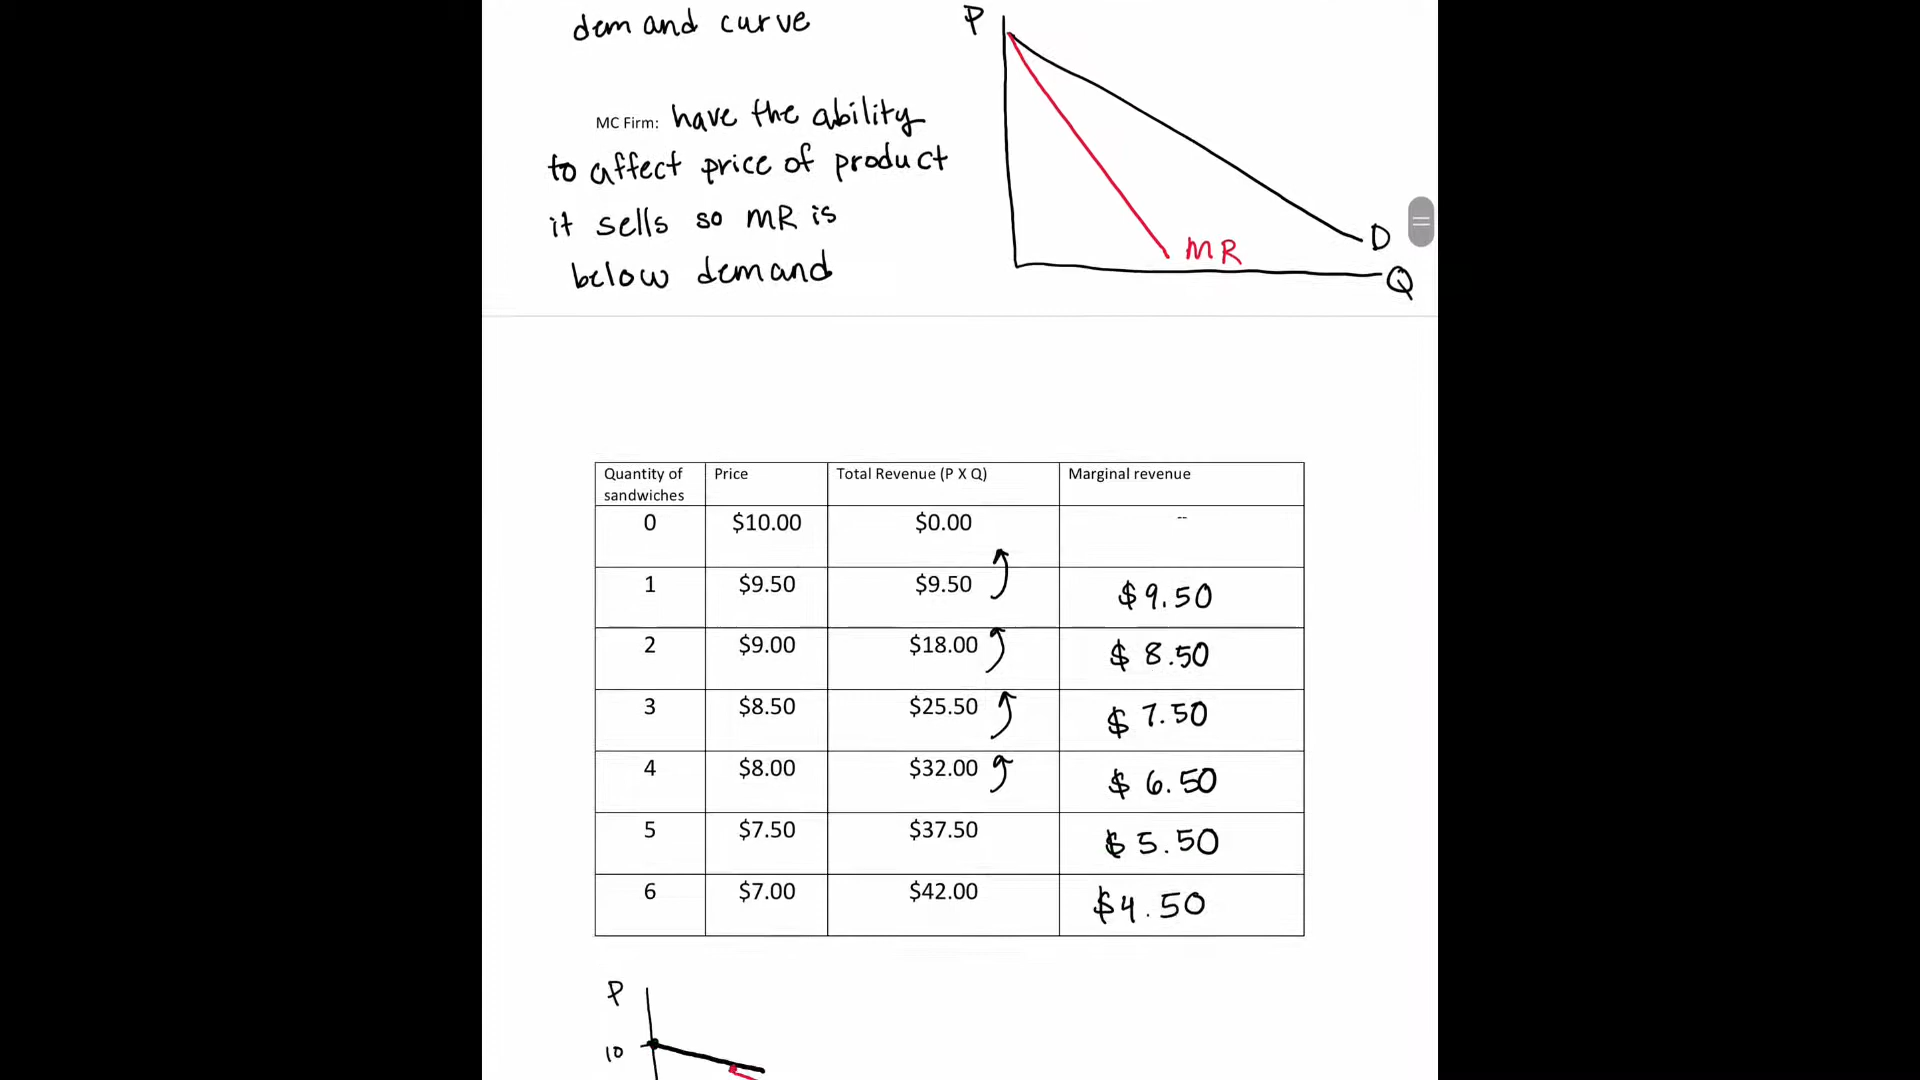 demand curve
P
MC Firm: have the ability
to affect price of product
it sells so MR is
below demand
D
MR
Q
Quantity of sandwiches Price Total Revenue (P X Q) Marginal revenue
0 $10.00 $0.00 --
1 $9.50 $9.50 $9.50
2 $9.00 $18.00 $8.50
3 $8.50 $25.50 $7.50
4 $8.00 $32.00 $6.50
5 $7.50 $37.50 $5.50
6 $7.00 $42.00 $4.50
P
10